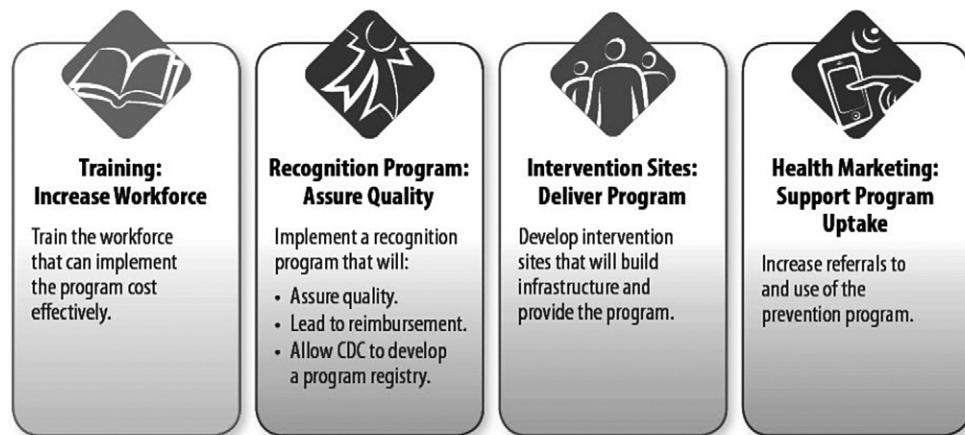 Training:
Increase Workforce
Train the workforce
that can implement
the program cost
effectively.
Recognition Program:
Assure Quality
Implement a recognition
program that will:
• Assure quality.
• Lead to reimbursement.
• Allow CDC to develop
a program registry.
Intervention Sites:
Deliver Program
Develop intervention
sites that will build
infrastructure and
provide the program.
Health Marketing:
Support Program
Uptake
Increase referrals to
and use of the
prevention program.